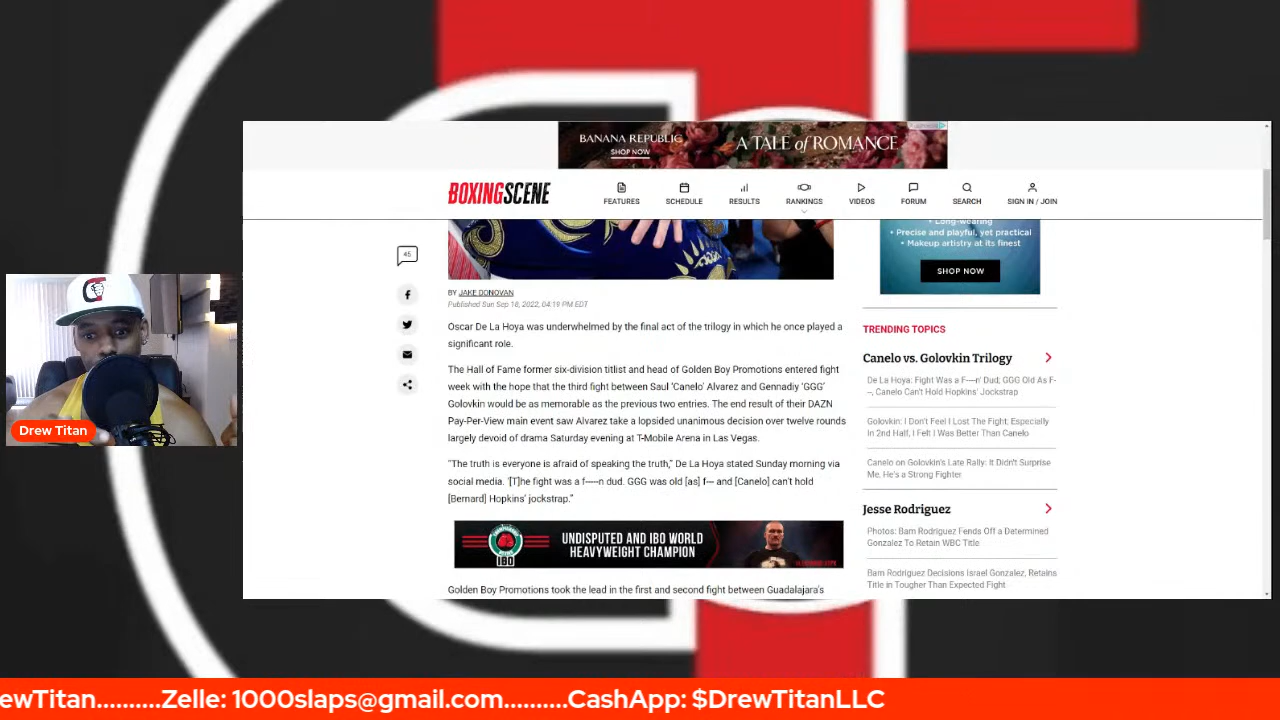 BANANA REPUBLIC
SHOP NOW
A TALE of ROMANCE
BOXINGSCENE
FEATURES
SCHEDULE
RESULTS
RANKINGS
VIDEOS
FORUM
SEARCH
SIGN IN / JOIN
45
BY JAKE DONOVAN
Published Sun Sep 18, 2022, 04:19 PM EDT
Oscar De La Hoya was underwhelmed by the final act of the trilogy in which he once played a
significant role.
The Hall of Fame former six-division titlist and head of Golden Boy Promotions entered fight
week with the hope that the third fight between Saul ‘Canelo’ Alvarez and Gennadiy ‘GGG’
Golovkin would be as memorable as the previous two entries. The end result of their DAZN
Pay-Per-View main event saw Alvarez take a lopsided unanimous decision over twelve rounds
largely devoid of drama Saturday evening at T-Mobile Arena in Las Vegas.
“The truth is everyone is afraid of speaking the truth,” De La Hoya stated Sunday morning via
social media. ‘[T]he fight was a f-----n dud. GGG was old [as] f--- and [Canelo] can't hold
[Bernard] Hopkins’ jockstrap.”
IBO
UNDISPUTED and IBO WORLD
HEAVYWEIGHT CHAMPION
Golden Boy Promotions took the lead in the first and second fight between Guadalajara's
• Long-wearing
• Precise and playful, yet practical
• Makeup artistry at its finest
SHOP NOW
TRENDING TOPICS
Canelo vs. Golovkin Trilogy
De La Hoya: Fight Was a F----n' Dud, GGG Old As F-
--, Canelo Can't Hold Hopkins' Jockstrap
Golovkin: I Don't Feel I Lost The Fight, Especially
In 2nd Half, I Felt I Was Better Than Canelo
Canelo on Golovkin's Late Rally: It Didn't Surprise
Me, He's a Strong Fighter
Jesse Rodriguez
Photos: Bam Rodriguez Fends Off a Determined
Gonzalez To Retain WBC Title
Bam Rodriguez Decisions Israel Gonzalez, Retains
Title in Tougher Than Expected Fight
Drew Titan
ewTitan..........Zelle: 1000slaps@gmail.com..........CashApp: $DrewTitanLLC